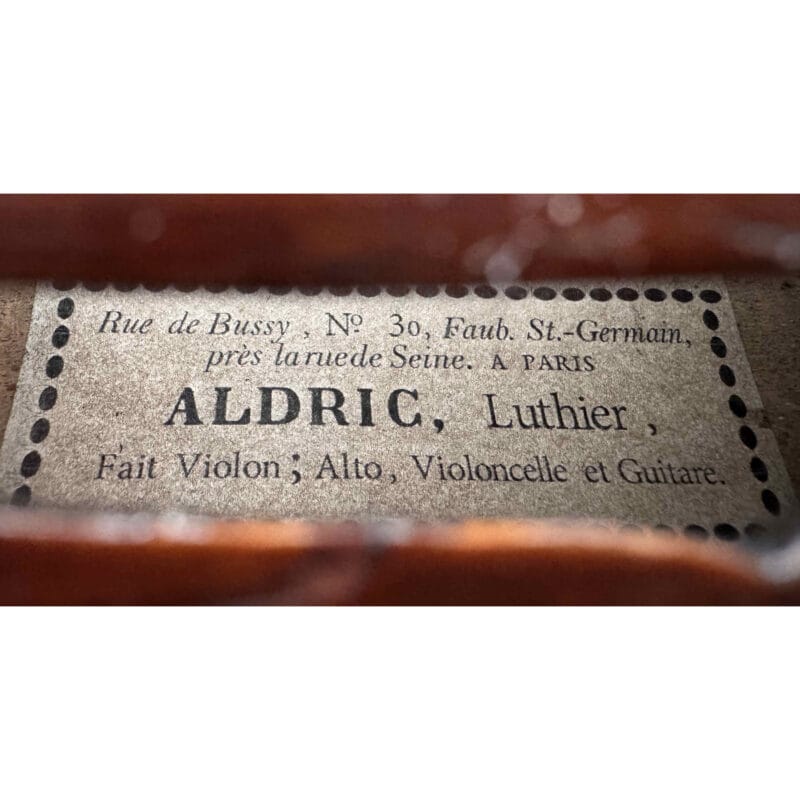 Rue de Bussy, Nº 30, Faub. St.-Germain,
près la rue de Seine. A PARIS
ALDRIC, Luthier,
Fait Violon; Alto, Violoncelle et Guitare.